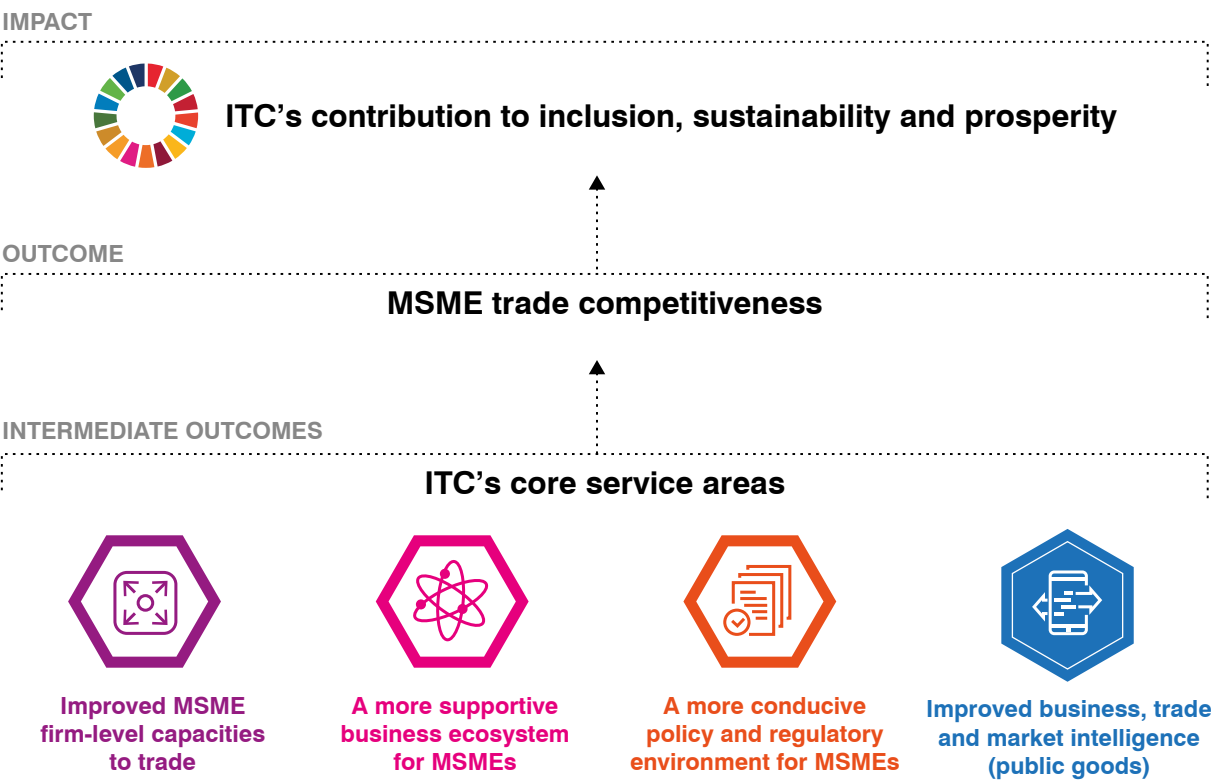 IMPACT
ITC’s contribution to inclusion, sustainability and prosperity
OUTCOME
MSME trade competitiveness
INTERMEDIATE OUTCOMES
ITC’s core service areas
Improved MSME
firm-level capacities
to trade
A more supportive
business ecosystem
for MSMEs
A more conducive
policy and regulatory
environment for MSMEs
Improved business, trade
and market intelligence
(public goods)